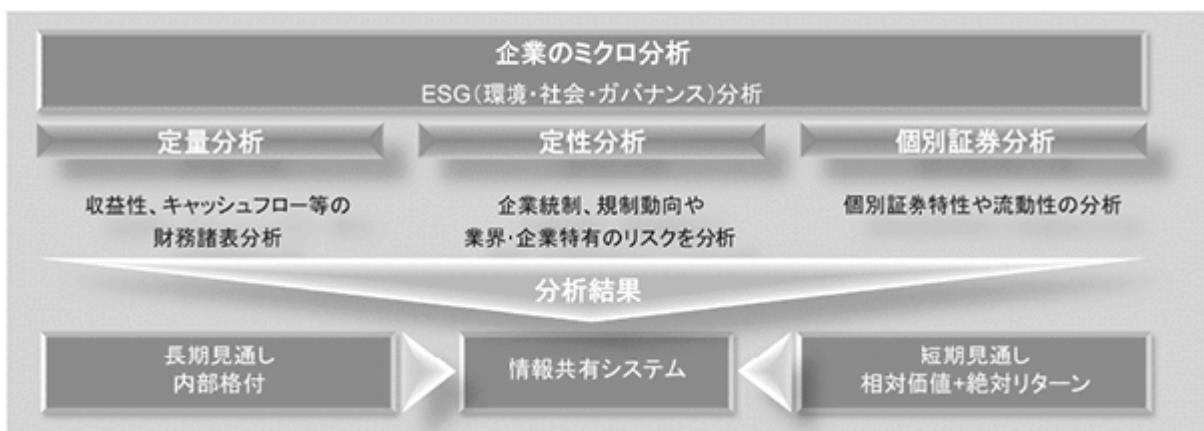 企業のミクロ分析
ESG(環境・社会・ガバナンス)分析
定量分析
収益性、キャッシュフロー等の
財務諸表分析
定性分析
企業統制、規制動向や
業界・企業特有のリスクを分析
個別証券分析
個別証券特性や流動性の分析
分析結果
長期見通し
内部格付
情報共有システム
短期見通し
相対価値+絶対リターン